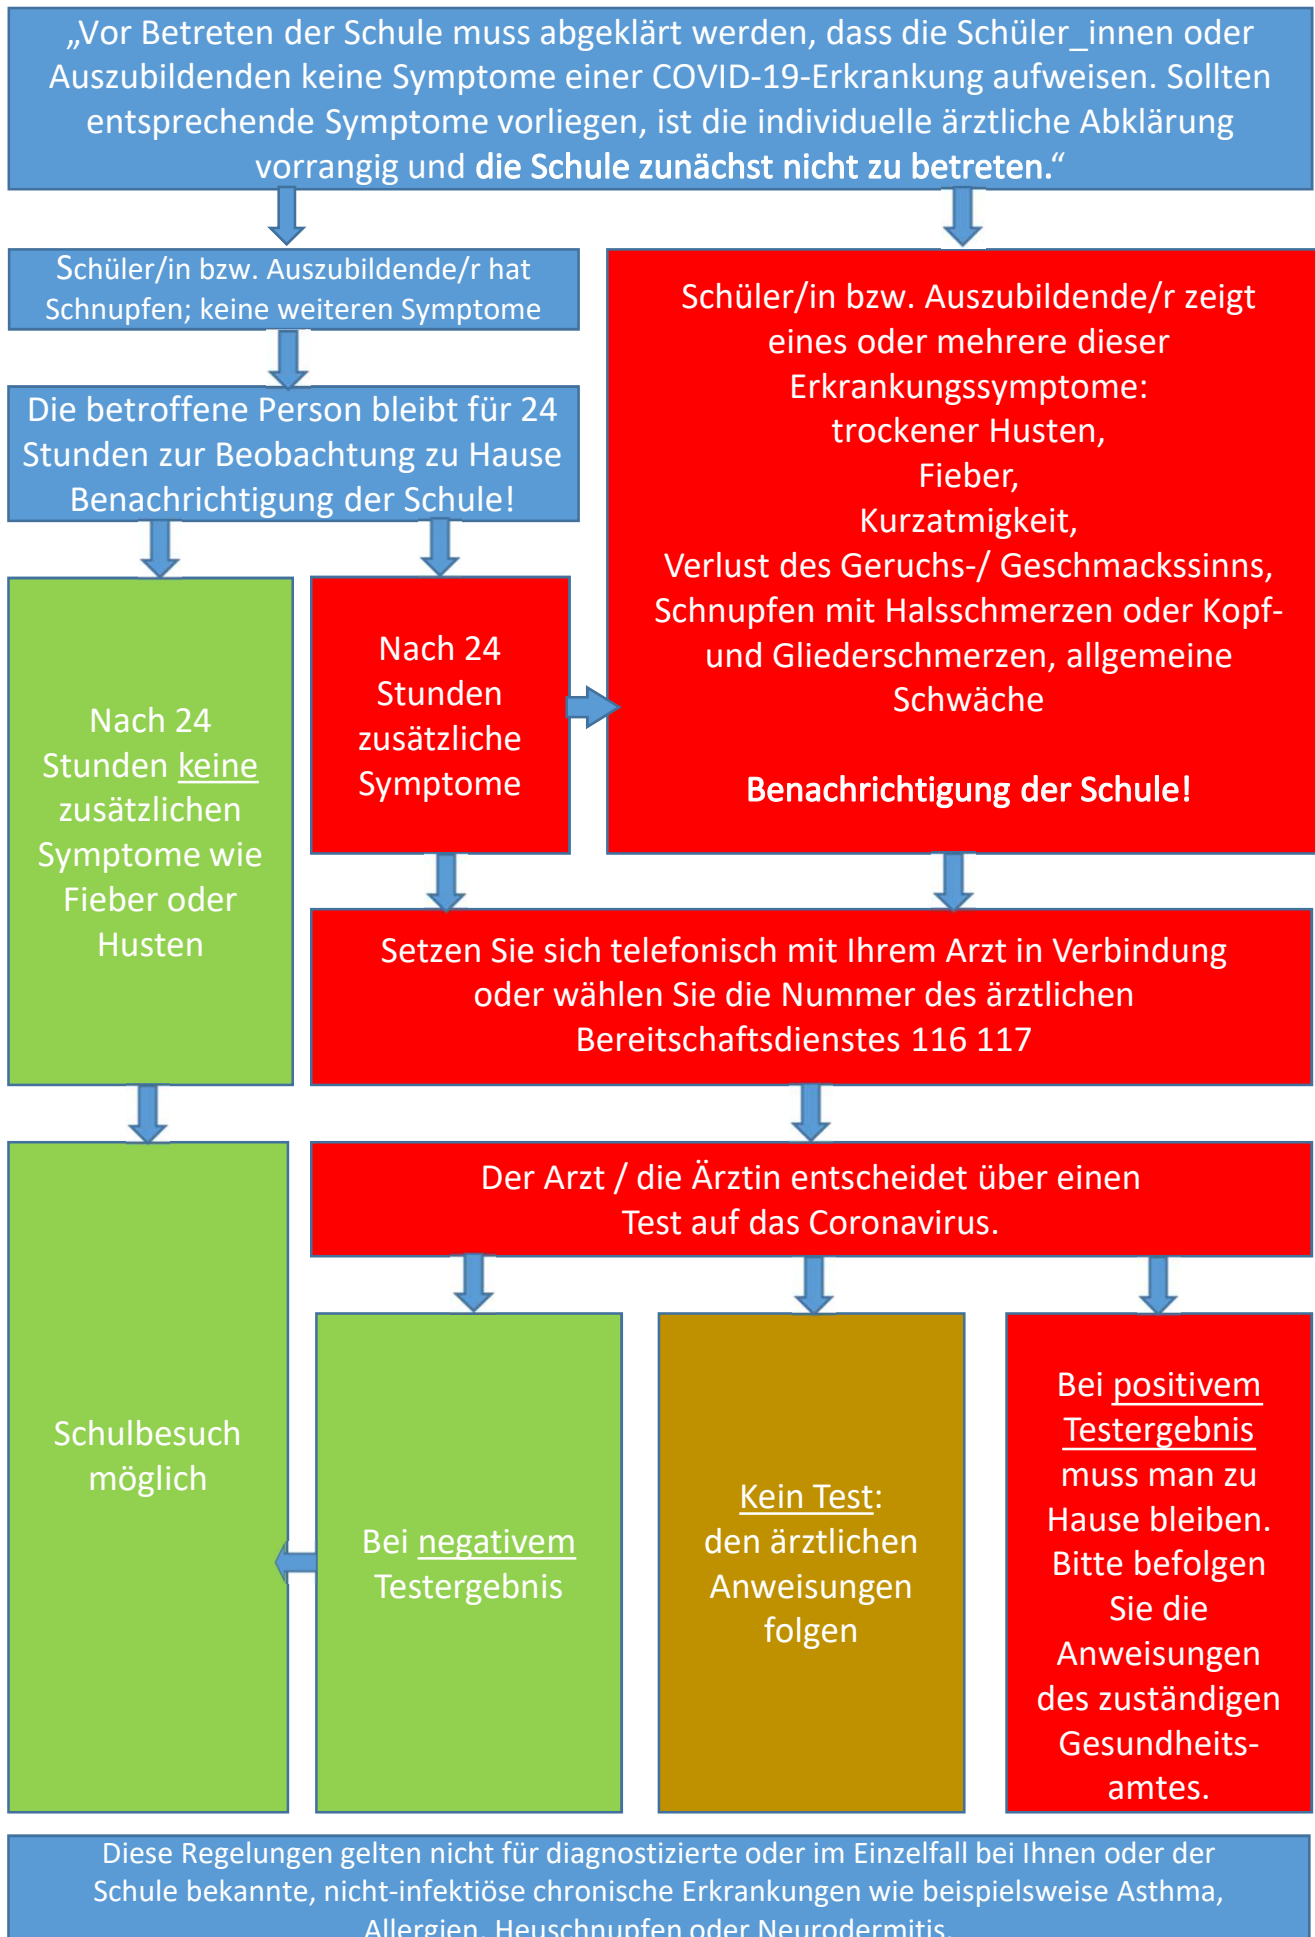 „Vor Betreten der Schule muss abgeklärt werden, dass die Schüler_innen oder
Auszubildenden keine Symptome einer COVID-19-Erkrankung aufweisen. Sollten
entsprechende Symptome vorliegen, ist die individuelle ärztliche Abklärung
vorrangig und die Schule zunächst nicht zu betreten.“
Schüler/in bzw. Auszubildende/r hat
Schnupfen; keine weiteren Symptome
Die betroffene Person bleibt für 24
Stunden zur Beobachtung zu Hause
Benachrichtigung der Schule!
Schüler/in bzw. Auszubildende/r zeigt
eines oder mehrere dieser
Erkrankungssymptome:
trockener Husten,
Fieber,
Kurzatmigkeit,
Verlust des Geruchs-/ Geschmackssinns,
Schnupfen mit Halsschmerzen oder Kopf-
und Gliederschmerzen, allgemeine
Schwäche
Benachrichtigung der Schule!
Nach 24
Stunden keine
zusätzlichen
Symptome wie
Fieber oder
Husten
Nach 24
Stunden
zusätzliche
Symptome
Setzen Sie sich telefonisch mit Ihrem Arzt in Verbindung
oder wählen Sie die Nummer des ärztlichen
Bereitschaftsdienstes 116 117
Der Arzt / die Ärztin entscheidet über einen
Test auf das Coronavirus.
Schulbesuch
möglich
Bei negativem
Testergebnis
Kein Test:
den ärztlichen
Anweisungen
folgen
Bei positivem
Testergebnis
muss man zu
Hause bleiben.
Bitte befolgen
Sie die
Anweisungen
des zuständigen
Gesundheits-
amtes.
Diese Regelungen gelten nicht für diagnostizierte oder im Einzelfall bei Ihnen oder der
Schule bekannte, nicht-infektiöse chronische Erkrankungen wie beispielsweise Asthma,
Allergien, Heuschnupfen oder Neurodermitis.